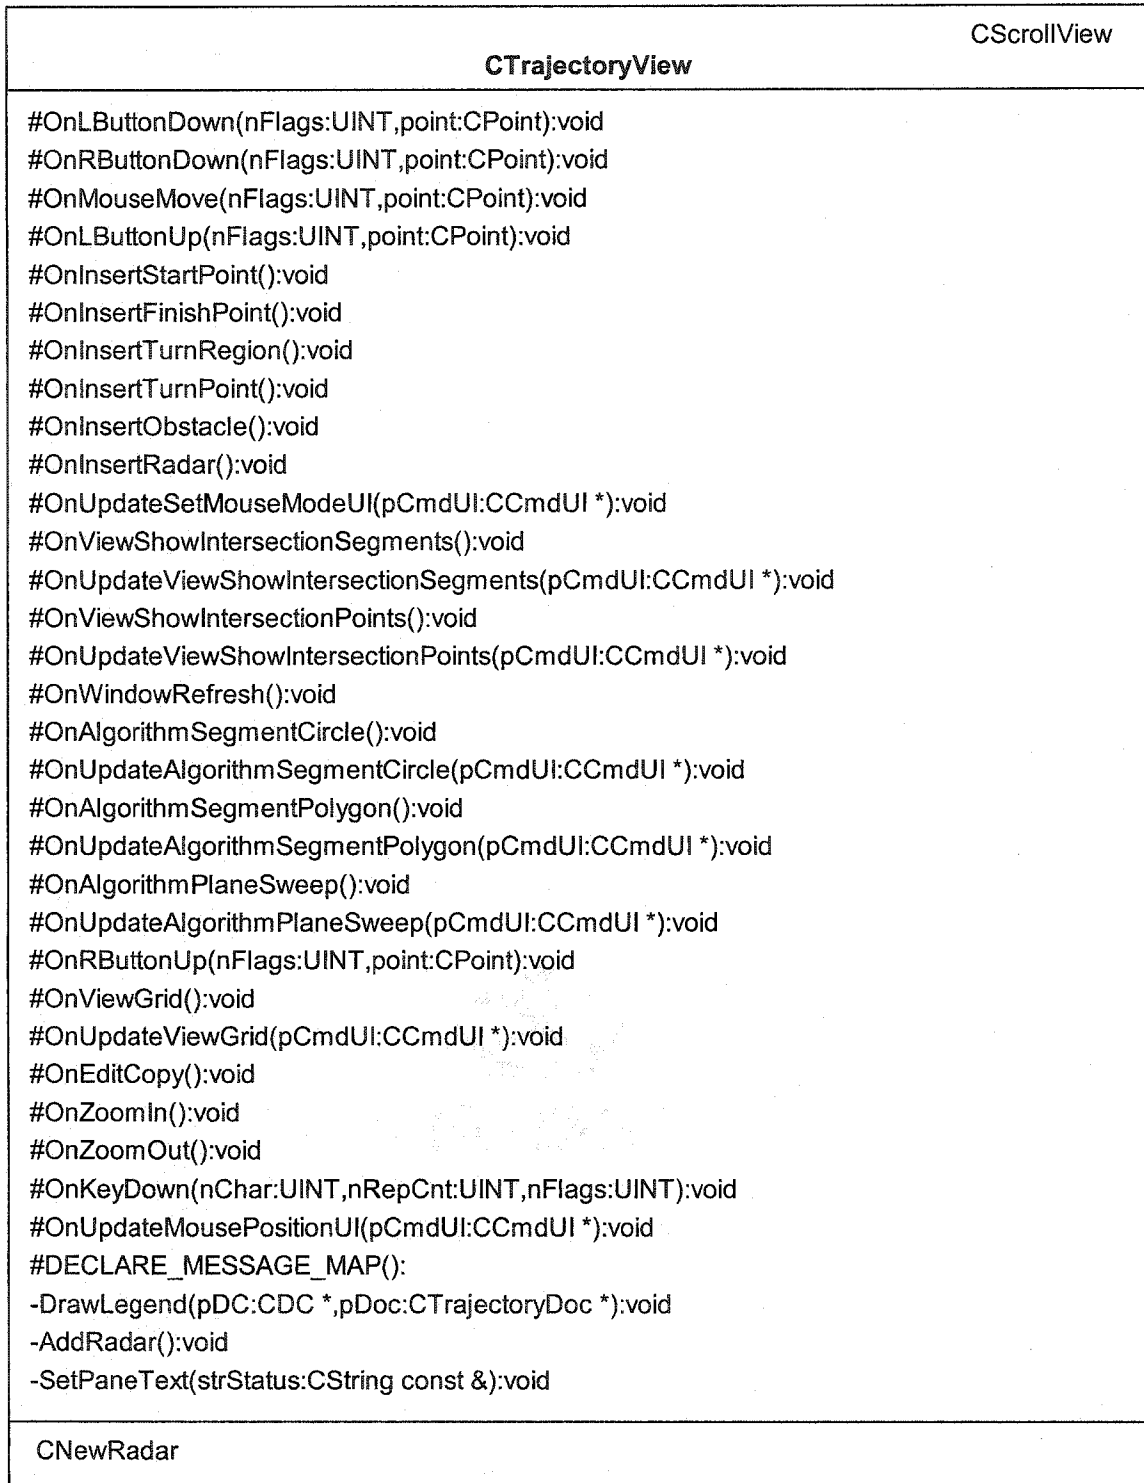 CScrollView
CTrajectoryView
#OnLButtonDown(nFlags:UINT,point:CPoint):void
#OnRButtonDown(nFlags:UINT,point:CPoint):void
#OnMouseMove(nFlags:UINT,point:CPoint):void
#OnLButtonUp(nFlags:UINT,point:CPoint):void
#OnInsertStartPoint():void
#OnInsertFinishPoint():void
#OnInsertTurnRegion():void
#OnInsertTurnPoint():void
#OnInsertObstacle():void
#OnInsertRadar():void
#OnUpdateSetMouseModeUI(pCmdUI:CCmdUI *):void
#OnViewShowIntersectionSegments():void
#OnUpdateViewShowIntersectionSegments(pCmdUI:CCmdUI *):void
#OnViewShowIntersectionPoints():void
#OnUpdateViewShowIntersectionPoints(pCmdUI:CCmdUI *):void
#OnWindowRefresh():void
#OnAlgorithmSegmentCircle():void
#OnUpdateAlgorithmSegmentCircle(pCmdUI:CCmdUI *):void
#OnAlgorithmSegmentPolygon():void
#OnUpdateAlgorithmSegmentPolygon(pCmdUI:CCmdUI *):void
#OnAlgorithmPlaneSweep():void
#OnUpdateAlgorithmPlaneSweep(pCmdUI:CCmdUI *):void
#OnRButtonUp(nFlags:UINT,point:CPoint):void
#OnViewGrid():void
#OnUpdateViewGrid(pCmdUI:CCmdUI *):void
#OnEditCopy():void
#OnZoomIn():void
#OnZoomOut():void
#OnKeyDown(nChar:UINT,nRepCnt:UINT,nFlags:UINT):void
#OnUpdateMousePositionUI(pCmdUI:CCmdUI *):void
#DECLARE_MESSAGE_MAP():
-DrawLegend(pDC:CDC *,pDoc:CTrajectoryDoc *):void
-AddRadar():void
-SetPaneText(strStatus:CString const &):void
CNewRadar